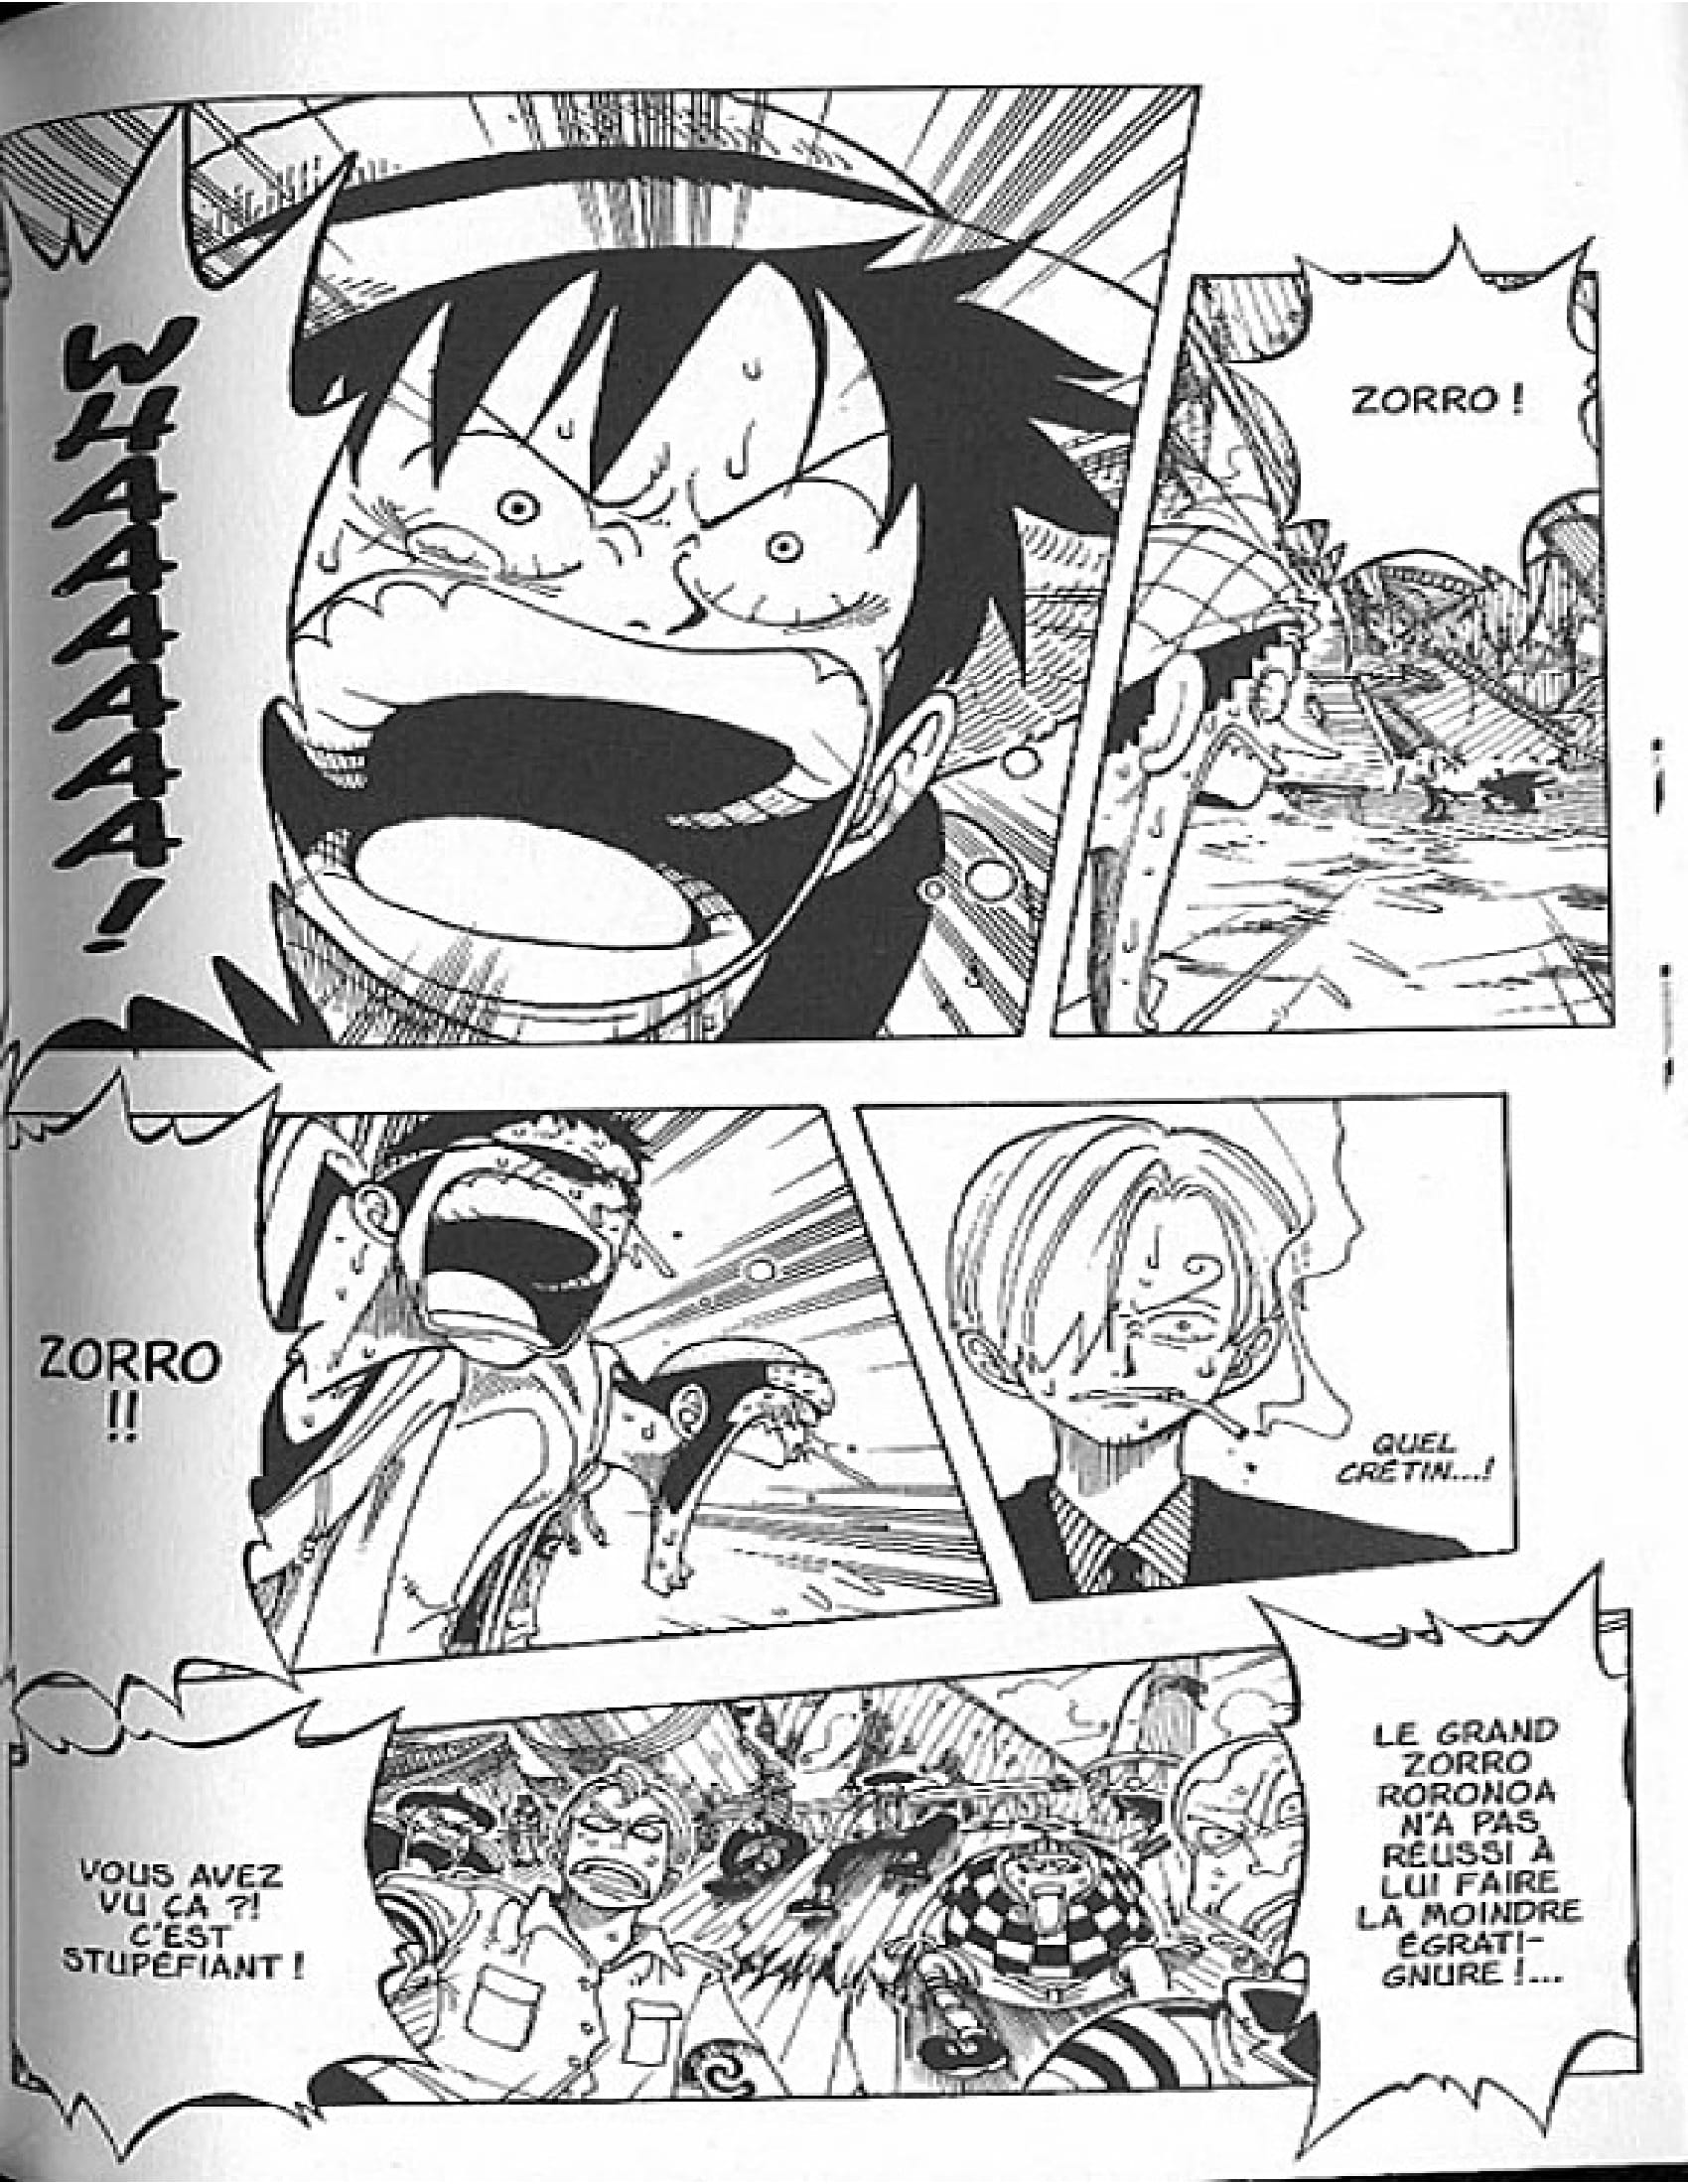 ZORRO !
WHAAAAAA!
QUEL
CRÉTIN...!
ZORRO
!!
LE GRAND
ZORRO
RORONOA
N'A PAS
RÉUSSI À
LUI FAIRE
LA MOINDRE
ÉGRATI-
GNURE !...
VOUS AVEZ
VU ÇA ?!
C'EST
STUPÉFIANT !